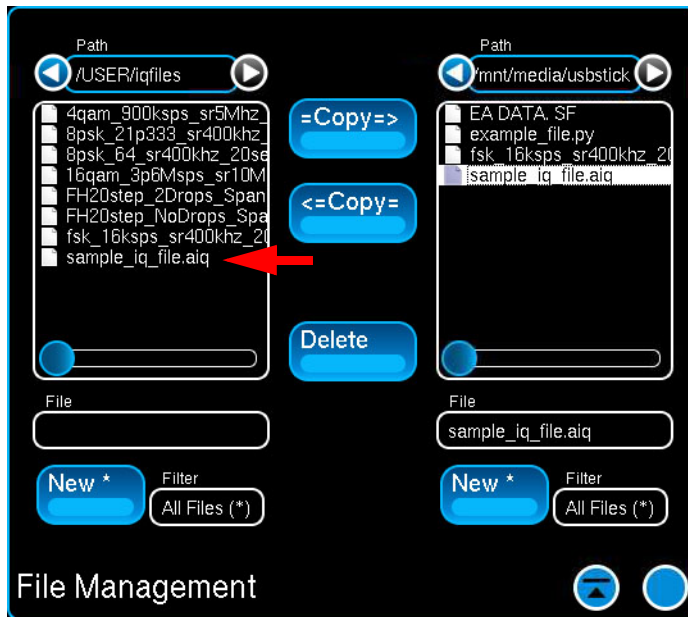 Path
/USER/iqfiles
4qam_900ksps_sr5Mhz_
8psk_21p333_sr400khz_
8psk_64_sr400khz_20se
16qam_3p6Msps_sr10M
FH20step_2Drops_Span
FH20step_NoDrops_Spa
fsk_16ksps_sr400khz_20
sample_iq_file.aiq
File
New *
Filter
All Files (*)
=Copy=>
<=Copy=
Delete
Path
/mnt/media/usbstick
EA DATA. SF
example_file.py
fsk_16ksps_sr400khz_20
sample_iq_file.aiq
File
sample_iq_file.aiq
New *
Filter
All Files (*)
File Management